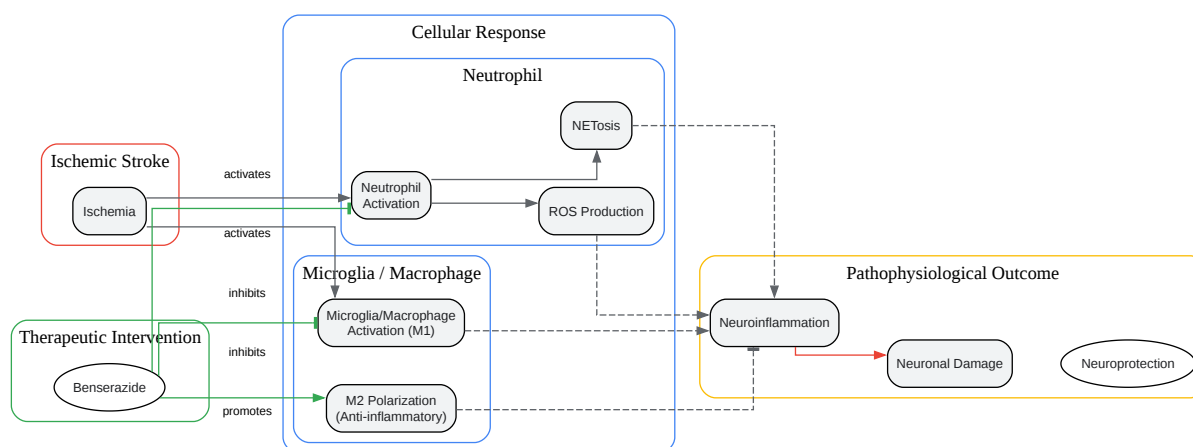 Cellular Response
Neutrophil
NETosis
Ischemic Stroke
activates
Neutrophil
Activation
Ischemia
ROS Production
activates
Microglia / Macrophage
Pathophysiological Outcome
inhibits
Microglia/Macrophage
Activation (M1)
Neuroinflammation
Therapeutic Intervention
inhibits
Neuronal Damage
Neuroprotection
Benserazide
M2 Polarization
(Anti-inflammatory)
promotes